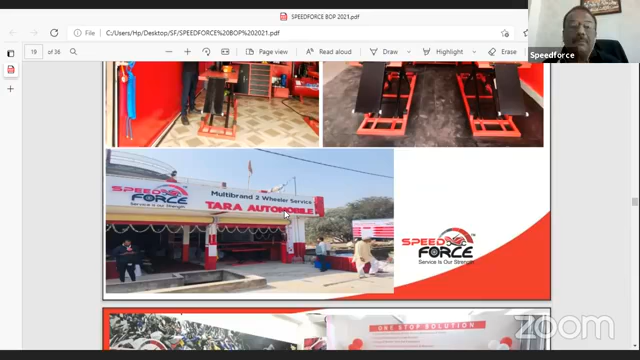 SPEEDFORCE BOP 2021.pdf
File
C:/Users/Hp/Desktop/SF/SPEEDFORCE%20BOP%202021.pdf
19 of 36
Page view
Read aloud
Draw
Highlight
Erase
Speedforce
SPEED FORCE
Service is Our Strength
Multibrand 2 Wheeler Service
TARA AUTOMOBILE
SPEED FORCE
Service is Our Strength
ONE STOP SOLUTION
zoom